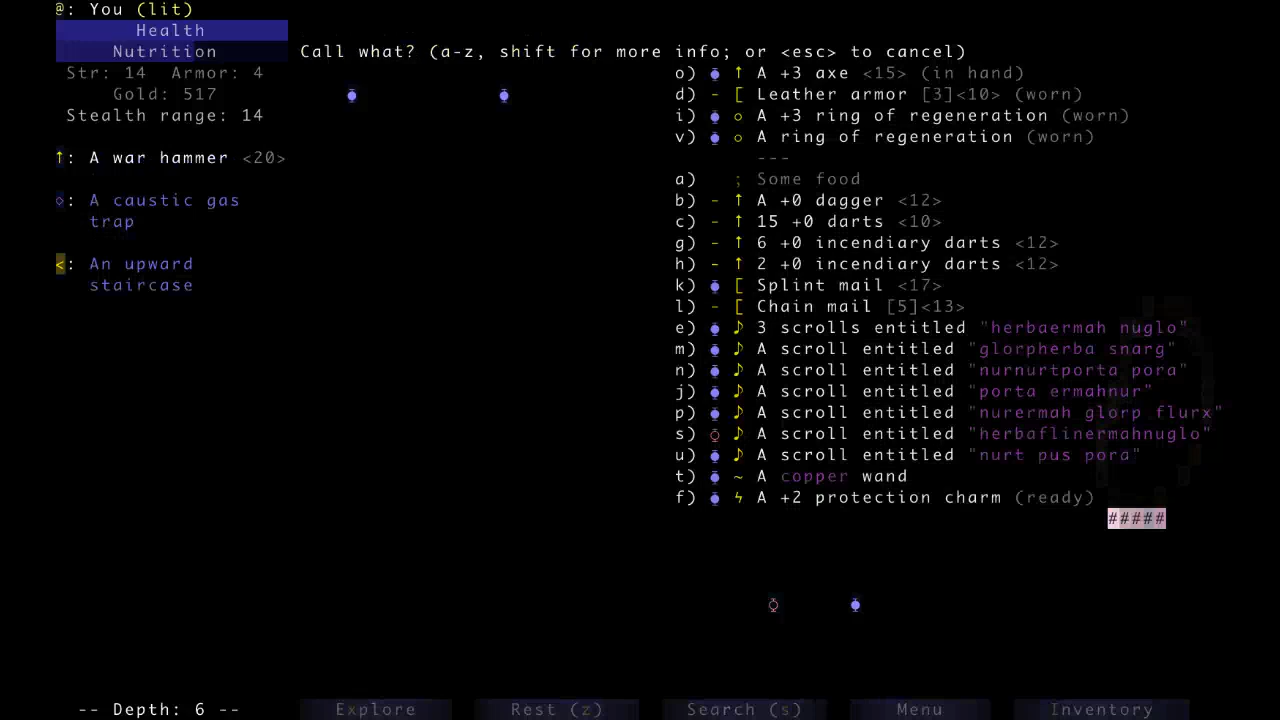 @: You (lit)
Health
Nutrition
Str: 14 Armor: 4
Gold: 517
Stealth range: 14
↑: A war hammer <20>
◇: A caustic gas
trap
<: An upward
staircase
-- Depth: 6 --
Call what? (a-z, shift for more info; or <esc> to cancel)
o) ↑ A +3 axe <15> (in hand)
d) - [ Leather armor [3]<10> (worn)
i) ○ A +3 ring of regeneration (worn)
v) ○ A ring of regeneration (worn)
---
a) ; Some food
b) - ↑ A +0 dagger <12>
c) - ↑ 15 +0 darts <10>
g) - ↑ 6 +0 incendiary darts <12>
h) - ↑ 2 +0 incendiary darts <12>
k) [ Splint mail <17>
l) - [ Chain mail [5]<13>
e) ♪ 3 scrolls entitled "herbaermah nuglo"
m) ♪ A scroll entitled "glorpherba snarg"
n) ♪ A scroll entitled "nurnurtporta pora"
j) ♪ A scroll entitled "porta ermahnur"
p) ♪ A scroll entitled "nurermah glorp flurx"
s) ♪ A scroll entitled "herbaflinermahnuglo"
u) ♪ A scroll entitled "nurt pus pora"
t) ~ A copper wand
f) ϟ A +2 protection charm (ready)
#####
Explore Rest (z) Search (s) Menu Inventory